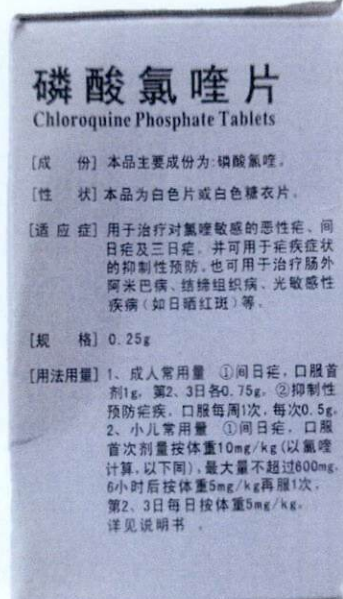 磷酸氯喹片
Chloroquine Phosphate Tablets
[成 份] 本品主要成份为:磷酸氯喹。
[性 状] 本品为白色片或白色糖衣片。
[适 应 症] 用于治疗对氯喹敏感的恶性疟、间
日疟及三日疟。并可用于疟疾症状
的抑制性预防。也可用于治疗肠外
阿米巴病、结缔组织病、光敏感性
疾病(如日晒红斑)等。
[规 格] 0.25g
[用法用量] 1、成人常用量 ①间日疟,口服首
剂1g,第2、3日各0.75g。②抑制性
预防疟疾,口服每周1次,每次0.5g。
2、小儿常用量 ①间日疟,口服
首次剂量按体重10mg/kg(以氯喹
计算,以下同),最大量不超过600mg,
6小时后按体重5mg/kg再服1次,
第2、3日每日按体重5mg/kg。
详见说明书 。